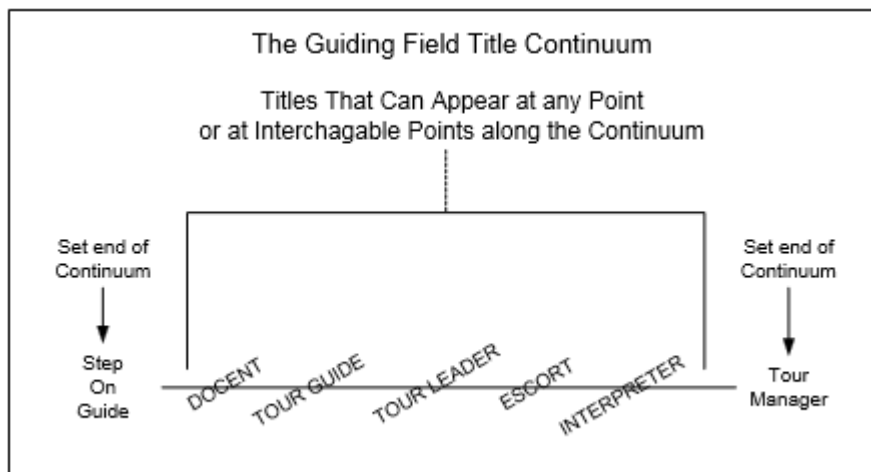 The Guiding Field Title Continuum
Titles That Can Appear at any Point
or at Interchagable Points along the Continuum
Set end of
Continuum
Set end of
Continuum
Step
On
Guide
DOCENT
TOUR GUIDE
TOUR LEADER
ESCORT
INTERPRETER
Tour
Manager